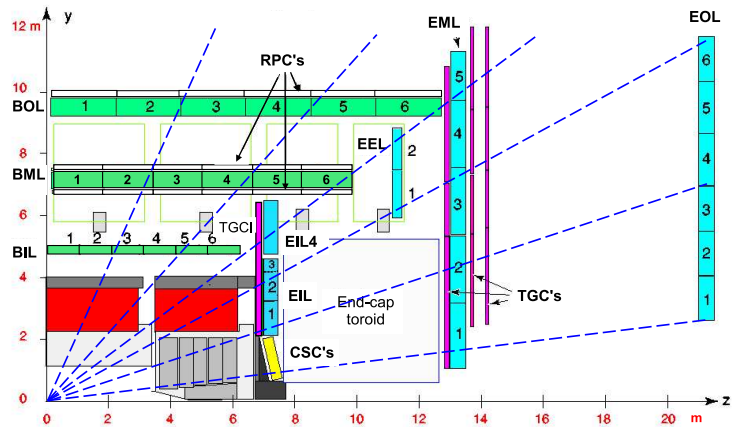 12 m
y
EML
EOL
RPC's
10
BOL
1 2 3 4 5 6
8
EEL
2
1
BML
1 2 3 4 5 6
6
TGCI
1 2 3 4 5 6
BIL
EIL4
4
3
2
1
EIL
End-cap
toroid
TGC's
2
CSC's
5
4
3
2
1
6
5
4
3
2
1
0
z
0 2 4 6 8 10 12 14 16 18 20 m